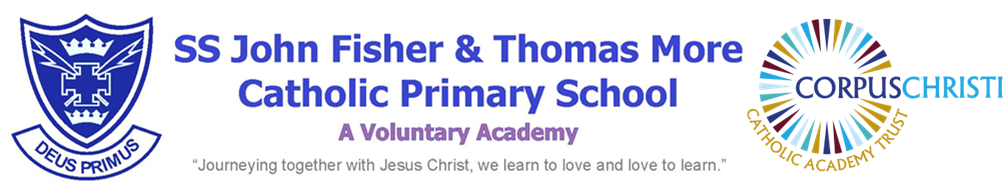 DEUS PRIMUS
SS John Fisher & Thomas More
Catholic Primary School
A Voluntary Academy
“Journeying together with Jesus Christ, we learn to love and love to learn.”
CORPUSCHRISTI
CATHOLIC ACADEMY TRUST